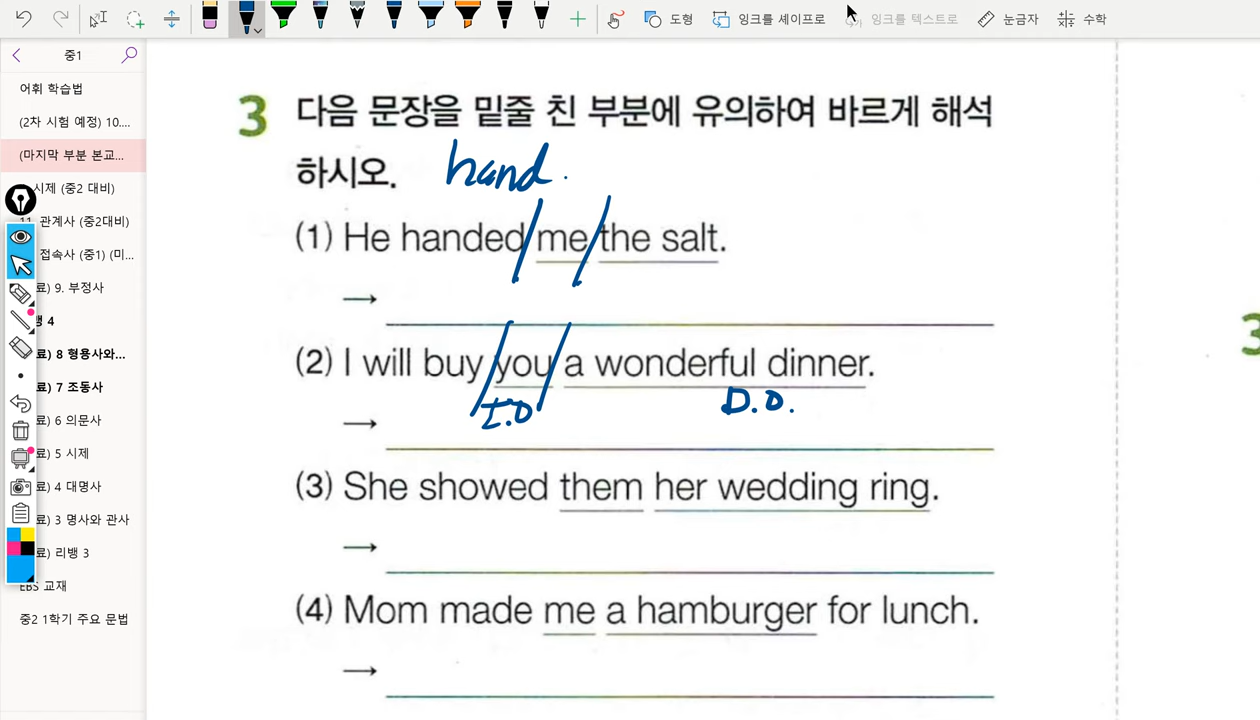 도형
잉크를 셰이프로
잉크를 텍스트로
눈금자
수학
중1
어휘 학습법
(2차 시험 예정) 10....
(마지막 부분 본교...
시제 (중2 대비)
11. 관계사 (중2대비)
접속사 (중1) (미...
료) 9. 부정사
뱅 4
료) 8 형용사와...
료) 7 조동사
료) 6 의문사
료) 5 시제
료) 4 대명사
료) 3 명사와 관사
료) 리뱅 3
EBS 교재
중2 1학기 주요 문법
3 다음 문장을 밑줄 친 부분에 유의하여 바르게 해석
하시오. hand.
(1) He handed / me / the salt.
→
(2) I will buy / you / a wonderful dinner.
I.O D.O.
→
(3) She showed them her wedding ring.
→
(4) Mom made me a hamburger for lunch.
→
3